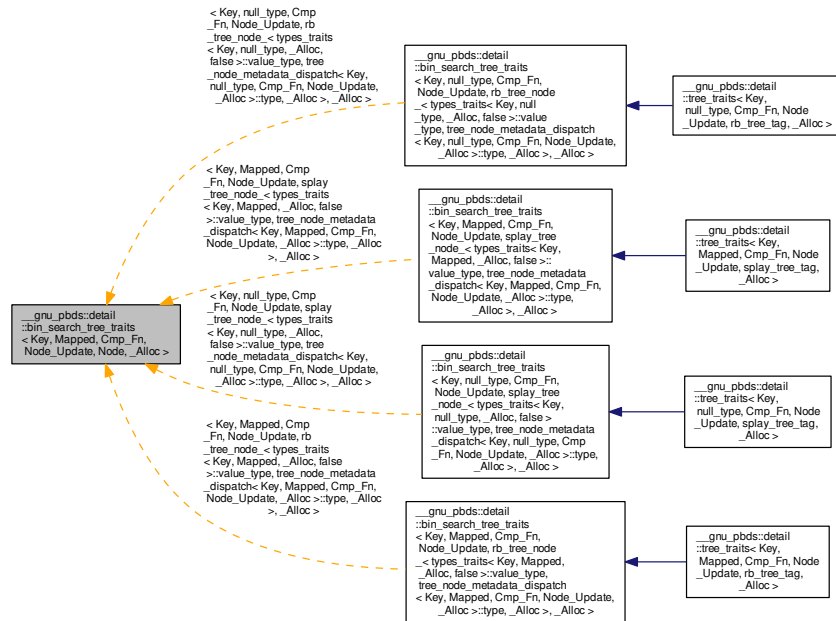 < Key, null_type, Cmp
_Fn, Node_Update, rb
_tree_node_< types_traits
< Key, null_type, _Alloc,
false >::value_type, tree
_node_metadata_dispatch< Key,
null_type, Cmp_Fn, Node_Update,
_Alloc >::type, _Alloc >, _Alloc >
__gnu_pbds::detail
::bin_search_tree_traits
< Key, null_type, Cmp_Fn,
Node_Update, rb_tree_node
_< types_traits< Key, null
_type, _Alloc, false >::value
_type, tree_node_metadata_dispatch
< Key, null_type, Cmp_Fn, Node_Update,
_Alloc >::type, _Alloc >, _Alloc >
__gnu_pbds::detail
::tree_traits< Key,
null_type, Cmp_Fn, Node
_Update, rb_tree_tag, _Alloc >
< Key, Mapped, Cmp
_Fn, Node_Update, splay
_tree_node_< types_traits
< Key, Mapped, _Alloc, false
>::value_type, tree_node_metadata
_dispatch< Key, Mapped, Cmp_Fn,
Node_Update, _Alloc >::type, _Alloc
>, _Alloc >
__gnu_pbds::detail
::bin_search_tree_traits
< Key, Mapped, Cmp_Fn,
Node_Update, splay_tree
_node_< types_traits< Key,
Mapped, _Alloc, false >::
value_type, tree_node_metadata
_dispatch< Key, Mapped, Cmp_Fn,
Node_Update, _Alloc >::type,
_Alloc >, _Alloc >
__gnu_pbds::detail
::tree_traits< Key,
Mapped, Cmp_Fn, Node
_Update, splay_tree_tag,
_Alloc >
__gnu_pbds::detail
::bin_search_tree_traits
< Key, Mapped, Cmp_Fn,
Node_Update, Node, _Alloc >
< Key, null_type, Cmp
_Fn, Node_Update, splay
_tree_node_< types_traits
< Key, null_type, _Alloc,
false >::value_type, tree
_node_metadata_dispatch< Key,
null_type, Cmp_Fn, Node_Update,
_Alloc >::type, _Alloc >, _Alloc >
__gnu_pbds::detail
::bin_search_tree_traits
< Key, null_type, Cmp_Fn,
Node_Update, splay_tree
_node_< types_traits< Key,
null_type, _Alloc, false >
::value_type, tree_node_metadata
_dispatch< Key, null_type, Cmp
_Fn, Node_Update, _Alloc >::type,
_Alloc >, _Alloc >
__gnu_pbds::detail
::tree_traits< Key,
null_type, Cmp_Fn, Node
_Update, splay_tree_tag,
_Alloc >
< Key, Mapped, Cmp
_Fn, Node_Update, rb
_tree_node_< types_traits
< Key, Mapped, _Alloc, false
>::value_type, tree_node_metadata
_dispatch< Key, Mapped, Cmp_Fn,
Node_Update, _Alloc >::type, _Alloc
>, _Alloc >
__gnu_pbds::detail
::bin_search_tree_traits
< Key, Mapped, Cmp_Fn,
Node_Update, rb_tree_node
_< types_traits< Key, Mapped,
_Alloc, false >::value_type,
tree_node_metadata_dispatch
< Key, Mapped, Cmp_Fn, Node_Update,
_Alloc >::type, _Alloc >, _Alloc >
__gnu_pbds::detail
::tree_traits< Key,
Mapped, Cmp_Fn, Node
_Update, rb_tree_tag,
_Alloc >